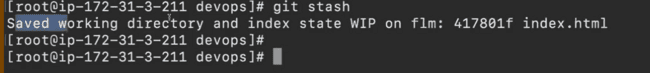 [root@ip-172-31-3-211 devops]# git stash
Saved working directory and index state WIP on flm: 417801f index.html
[root@ip-172-31-3-211 devops]#
[root@ip-172-31-3-211 devops]#